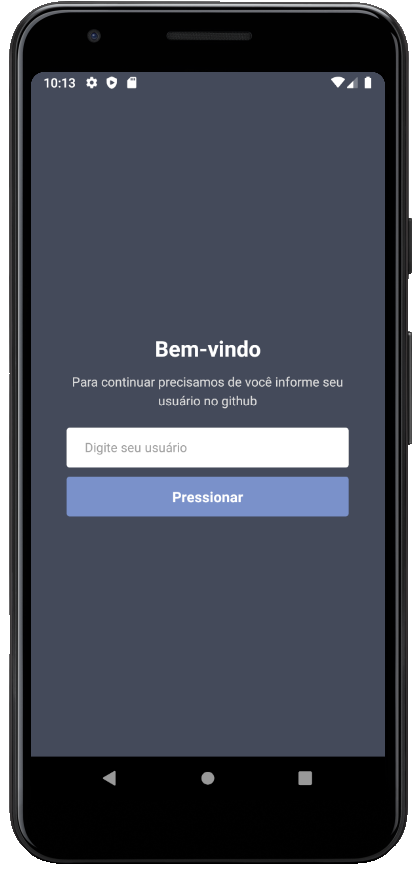 10:13
Bem-vindo
Para continuar precisamos de você informe seu
usuário no github
Digite seu usuário
Pressionar